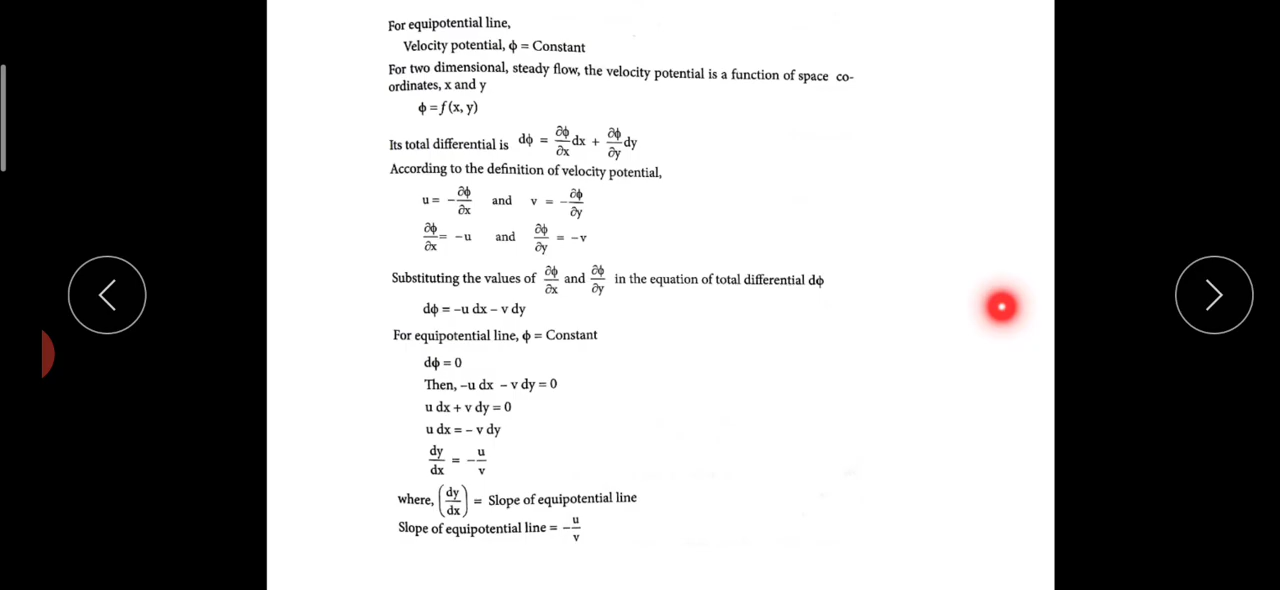 For equipotential line,
Velocity potential, ϕ = Constant
For two dimensional, steady flow, the velocity potential is a function of space co-
ordinates, x and y
ϕ = f (x, y)
Its total differential is dϕ = ∂ϕ/∂x dx + ∂ϕ/∂y dy
According to the definition of velocity potential,
u = -∂ϕ/∂x and v = -∂ϕ/∂y
∂ϕ/∂x = -u and ∂ϕ/∂y = -v
Substituting the values of ∂ϕ/∂x and ∂ϕ/∂y in the equation of total differential dϕ
dϕ = -u dx - v dy
For equipotential line, ϕ = Constant
dϕ = 0
Then, -u dx - v dy = 0
u dx + v dy = 0
u dx = - v dy
dy/dx = -u/v
where, (dy/dx) = Slope of equipotential line
Slope of equipotential line = -u/v